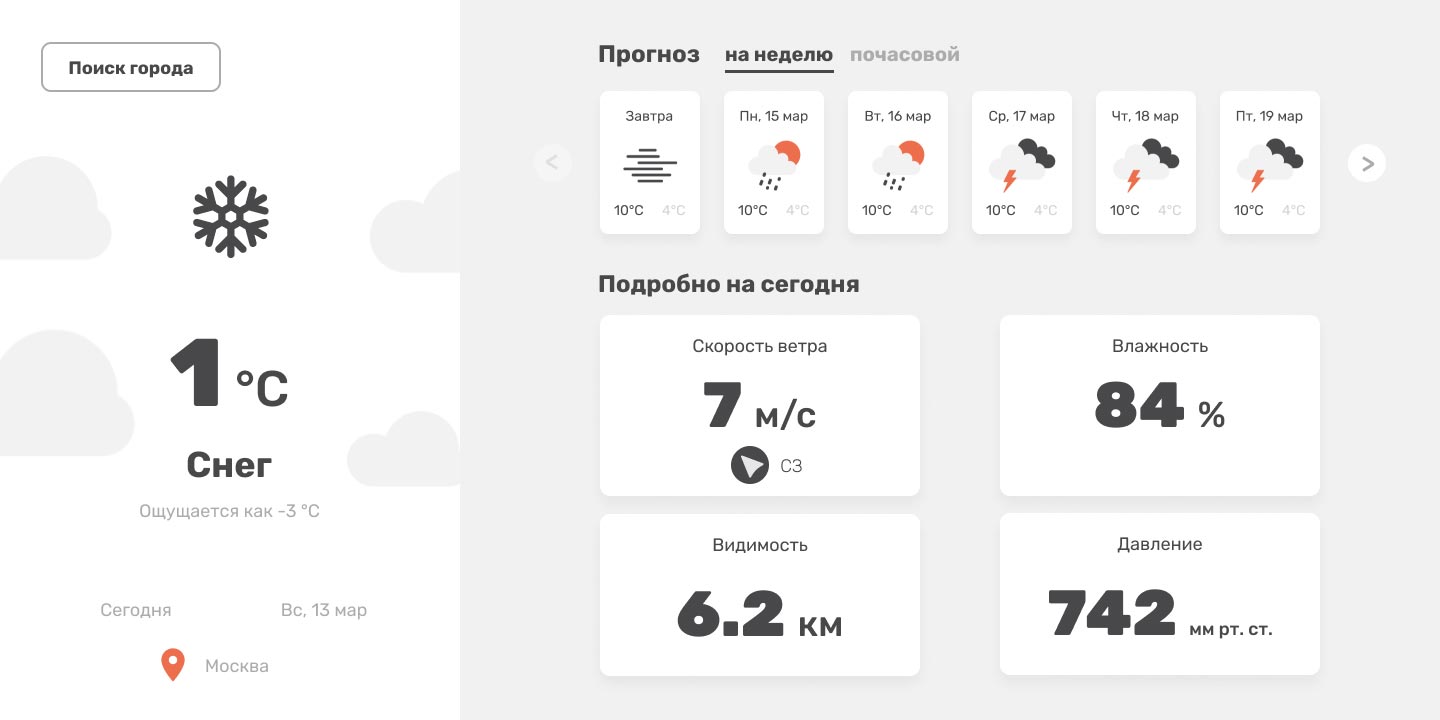 Поиск города
1 °C
Снег
Ощущается как -3 °C
Сегодня Вс, 13 мар
Москва
Прогноз на неделю почасовой
<
Завтра
10°C 4°C
Пн, 15 мар
10°C 4°C
Вт, 16 мар
10°C 4°C
Ср, 17 мар
10°C 4°C
Чт, 18 мар
10°C 4°C
Пт, 19 мар
10°C 4°C
>
Подробно на сегодня
Скорость ветра
7 м/с
СЗ
Влажность
84 %
Видимость
6.2 км
Давление
742 мм рт. ст.